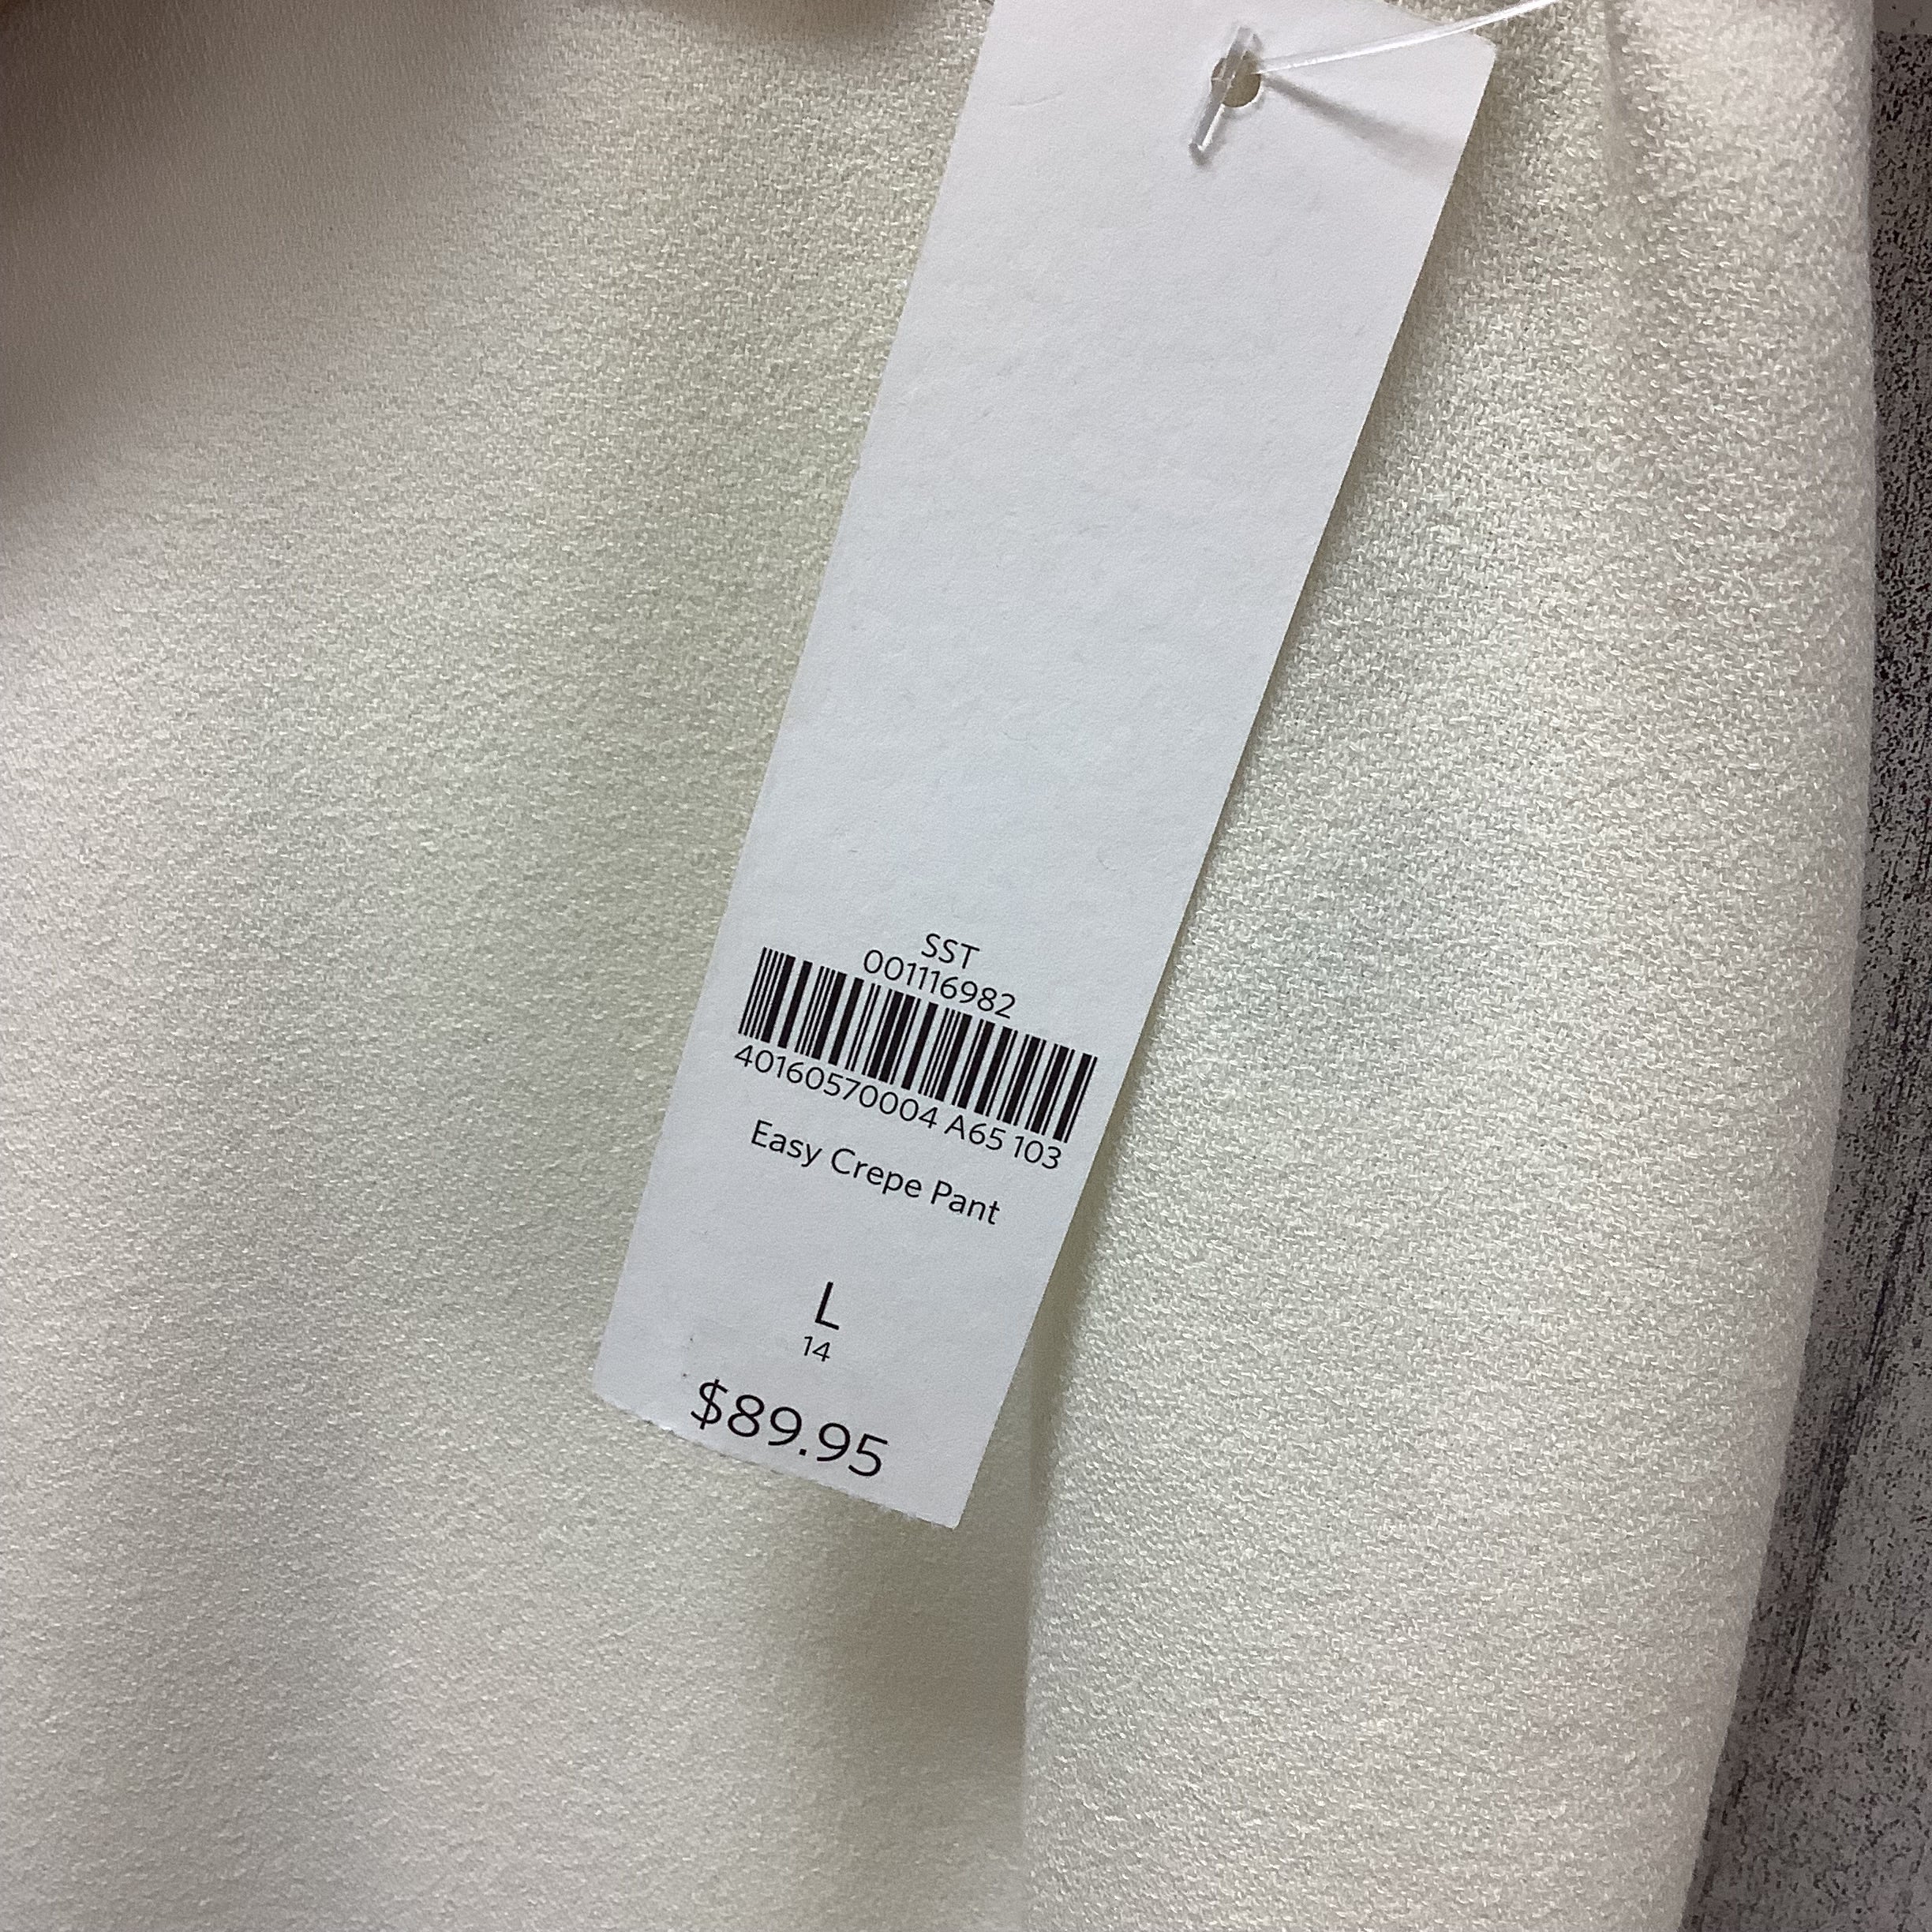 SST
001116982
40160570004 A65 103
Easy Crepe Pant
L
14
$89.95